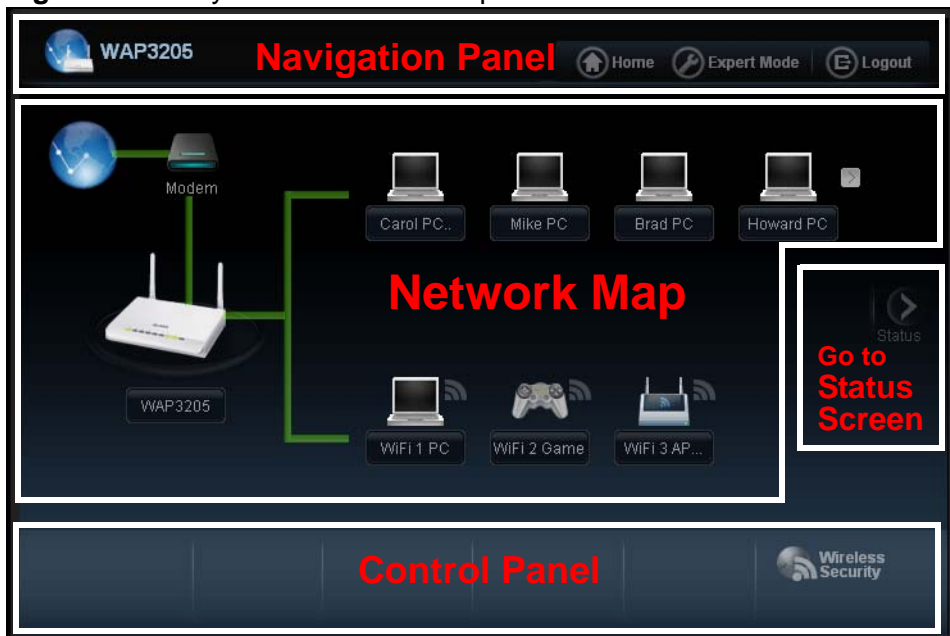 WAP3205
Navigation Panel
Home
Expert Mode
Logout
Modem
Carol PC..
Mike PC
Brad PC
Howard PC
Network Map
Status
Go to
Status
Screen
WAP3205
WiFi 1 PC
WiFi 2 Game
WiFi 3 AP...
Control Panel
Wireless
Security